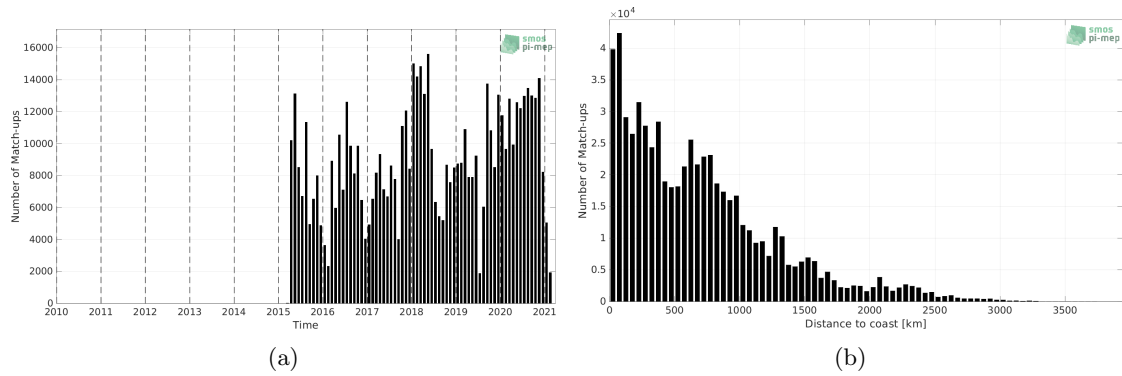 smos
pi-mep
16000
14000
12000
10000
8000
6000
4000
2000
0
Number of Match-ups
2010 2011 2012 2013 2014 2015 2016 2017 2018 2019 2020 2021
Time
(a)
×10⁴
smos
pi-mep
4
3.5
3
2.5
2
1.5
1
0.5
0
Number of Match-ups
0 500 1000 1500 2000 2500 3000 3500
Distance to coast [km]
(b)